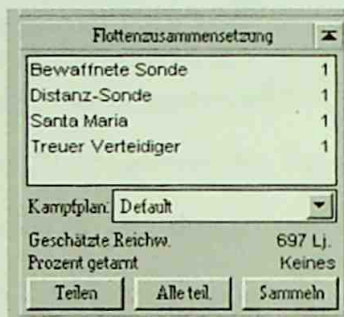 Flottenzusammensetzung
Bewaffnete Sonde 1
Distanz-Sonde 1
Santa Maria 1
Treuer Verteidiger 1
Kampfplan: Default
Geschätzte Reichw. 697 Lj.
Prozent getarnt Keines
Teilen Alle teil. Sammeln